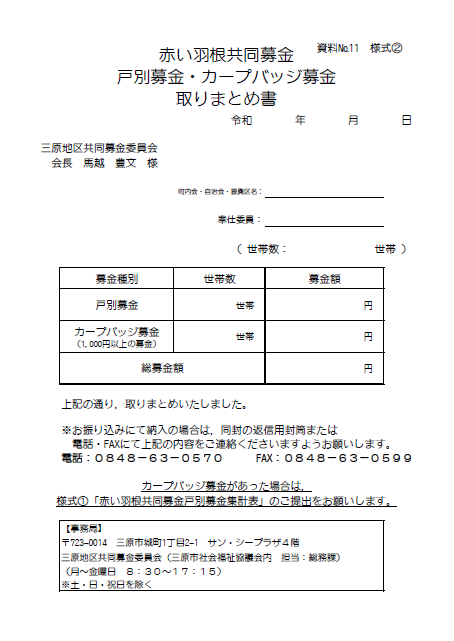 資料No.11　様式②
赤い羽根共同募金
戸別募金・カープバッジ募金
取りまとめ書
令和　　　年　　　月　　　日
三原地区共同募金委員会
会長　馬越　豊文　様
町内会・自治会・振興区名：
奉仕委員：
（ 世帯数：　　　　　　世帯 ）
募金種別　世帯数　募金額
戸別募金　世帯　円
カープバッジ募金
（1,000円以上の募金）　世帯　円
総募金額　円
上記の通り，取りまとめいたしました。
※お振り込みにて納入の場合は，同封の返信用封筒または
電話・FAXにて上記の内容をご連絡くださいますようお願いします。
電話：０８４８－６３－０５７０　　FAX：０８４８－６３－０５９９
カープバッジ募金があった場合は，
様式①「赤い羽根共同募金戸別募金集計表」のご提出をお願いします。
【事務局】
〒723-0014　三原市城町1丁目2-1　サン・シープラザ４階
三原地区共同募金委員会（三原市社会福祉協議会内　担当：総務課）
（月～金曜日　８：３０～１７：１５）
※土・日・祝日を除く